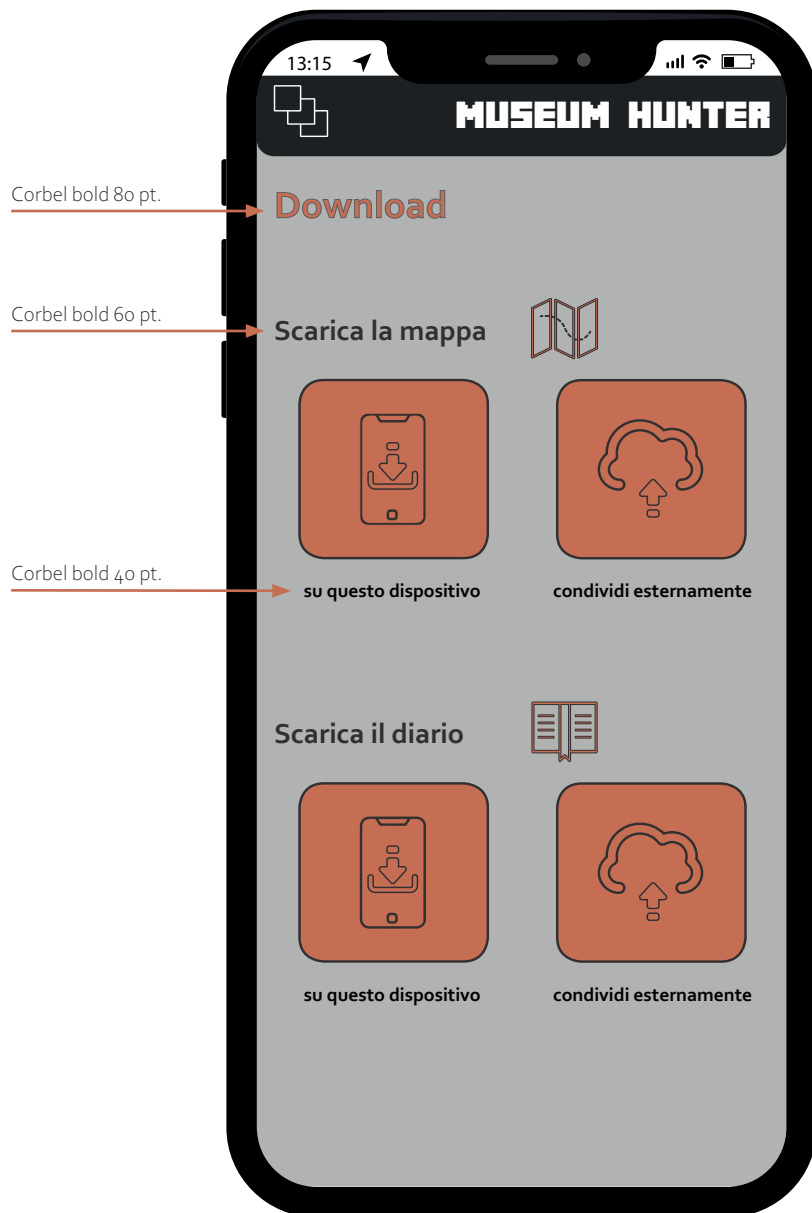 13:15
MUSEUM HUNTER
Corbel bold 80 pt.
Download
Corbel bold 60 pt.
Scarica la mappa
Corbel bold 40 pt.
su questo dispositivo
condividi esternamente
Scarica il diario
su questo dispositivo
condividi esternamente